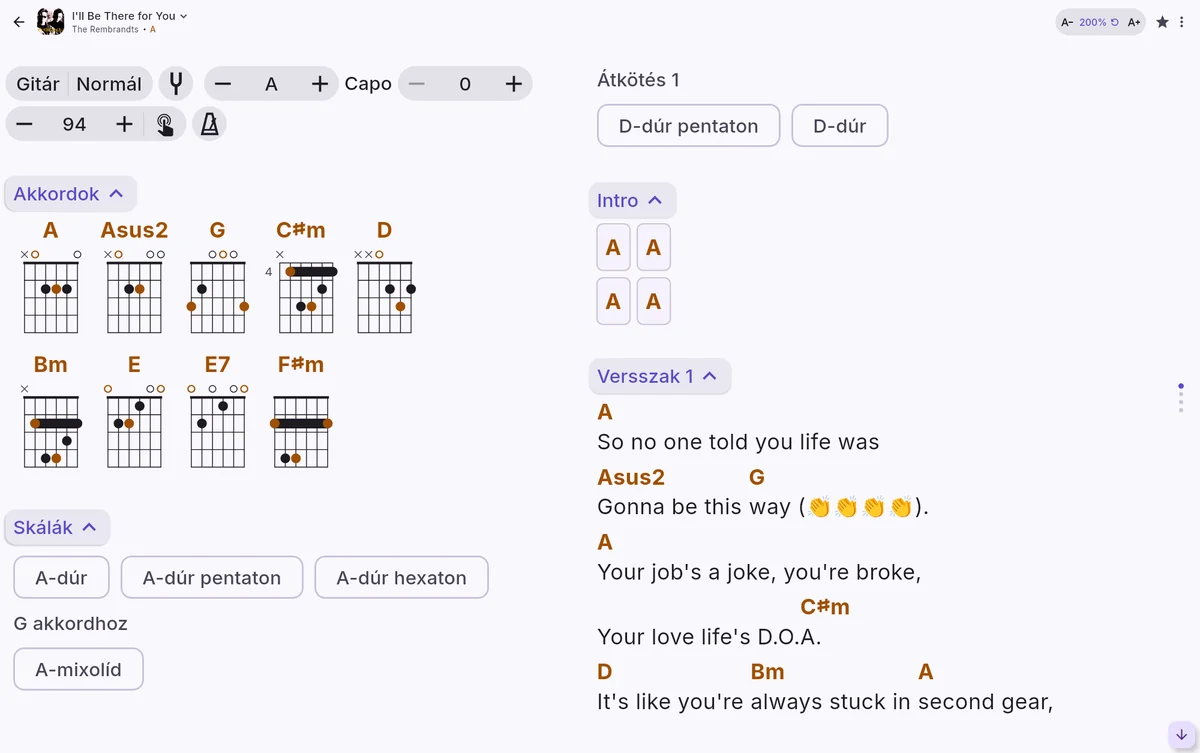 I'll Be There for You
The Rembrandts • A
A- 200% A+
Gitár Normál − A + Capo − 0 +
− 94 +
Akkordok
A Asus2 G C♯m D
4
Bm E E7 F♯m
Skálák
A-dúr A-dúr pentaton A-dúr hexaton
G akkordhoz
A-mixolíd
Átkötés 1
D-dúr pentaton D-dúr
Intro
A A
A A
Versszak 1
A
So no one told you life was
Asus2 G
Gonna be this way (👏👏👏👏).
A
Your job's a joke, you're broke,
C♯m
Your love life's D.O.A.
D Bm A
It's like you're always stuck in second gear,